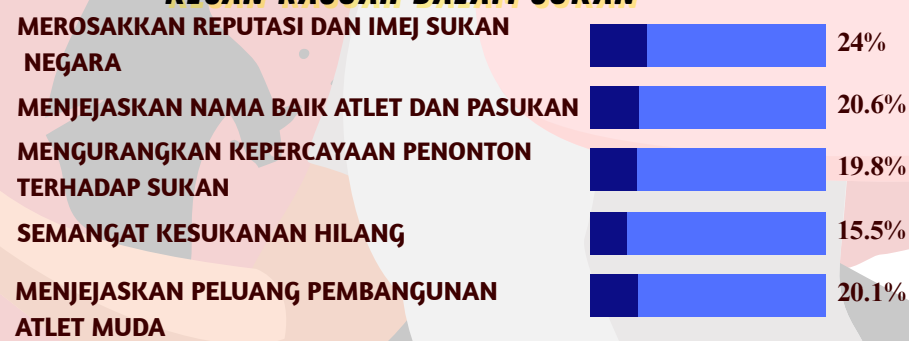 MEROSAKKAN REPUTASI DAN IMEJ SUKAN
NEGARA
24%
MENJEJASKAN NAMA BAIK ATLET DAN PASUKAN
20.6%
MENGURANGKAN KEPERCAYAAN PENONTON
TERHADAP SUKAN
19.8%
SEMANGAT KESUKANAN HILANG
15.5%
MENJEJASKAN PELUANG PEMBANGUNAN
ATLET MUDA
20.1%